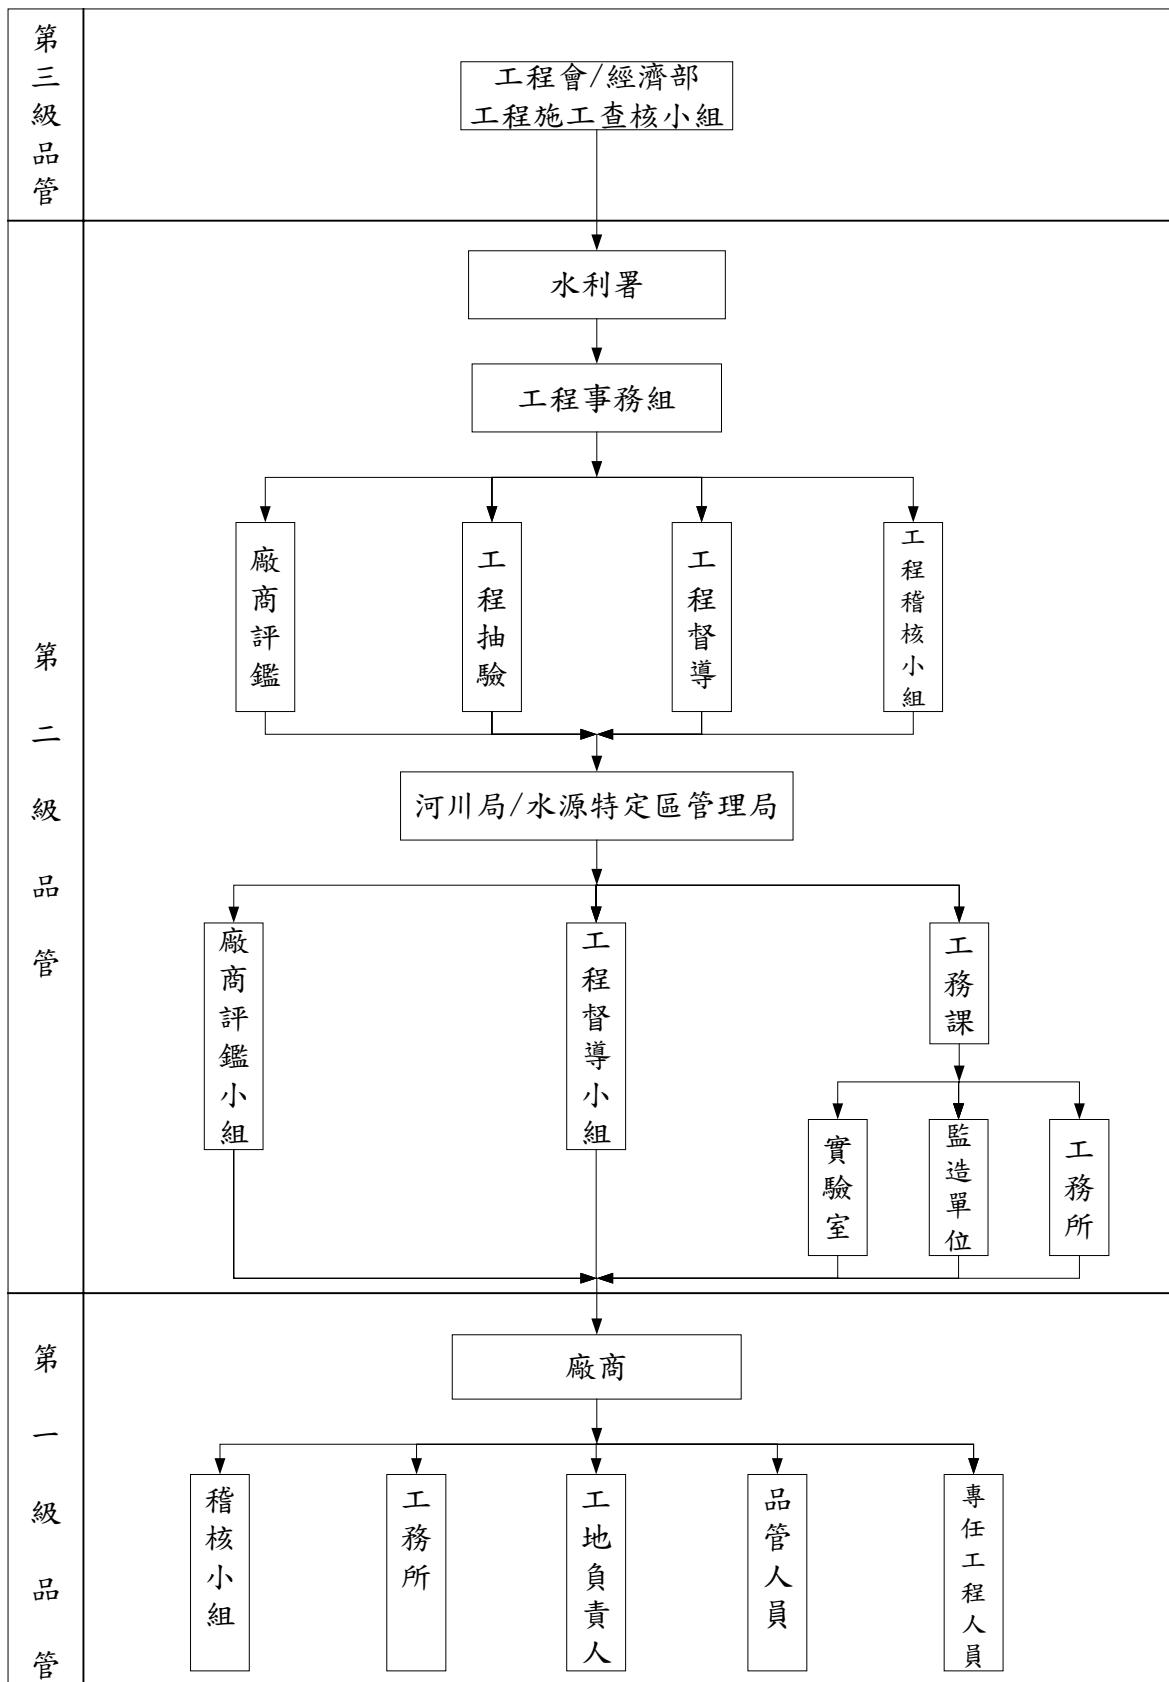 第三級品管
工程會/經濟部
工程施工查核小組
第二級品管
水利署
工程事務組
廠商評鑑
工程抽驗
工程督導
工程稽核小組
河川局/水源特定區管理局
廠商評鑑小組
工程督導小組
工務課
實驗室
監造單位
工務所
第一級品管
廠商
稽核小組
工務所
工地負責人
品管人員
專任工程人員